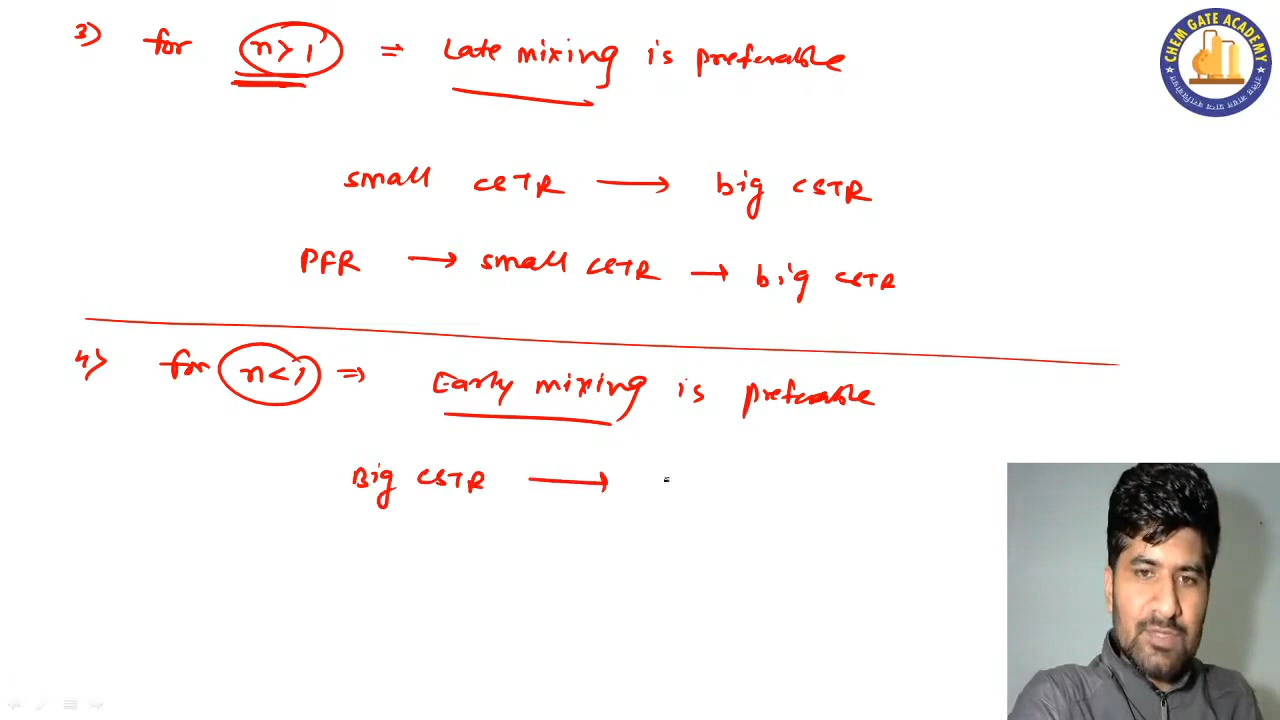 3) for n>1 = Late mixing is preferable
CHEM GATE ACADEMY
small CSTR → big CSTR
PFR → small CSTR → big CSTR
4) for n<1 ⇒ Early mixing is preferable
Big CSTR →